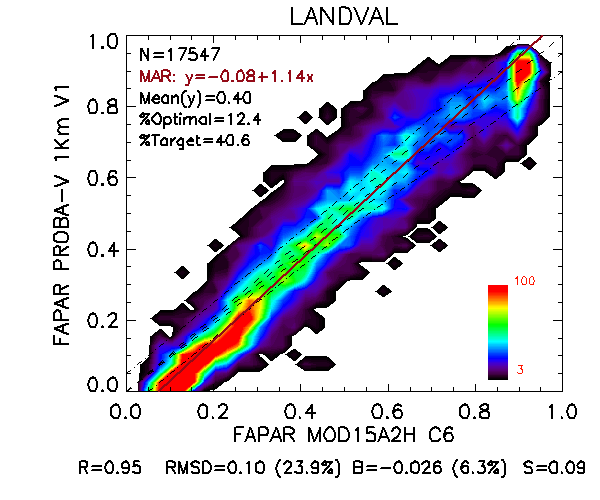 LANDVAL
N=17547
MAR: y=−0.08+1.14x
Mean(y)=0.40
%Optimal=12.4
%Target=40.6
1.0
0.8
0.6
0.4
0.2
0.0
FAPAR PROBA−V 1Km V1
100
3
0.0 0.2 0.4 0.6 0.8 1.0
FAPAR MOD15A2H C6
R=0.95 RMSD=0.10 (23.9%) B=−0.026 (6.3%) S=0.09